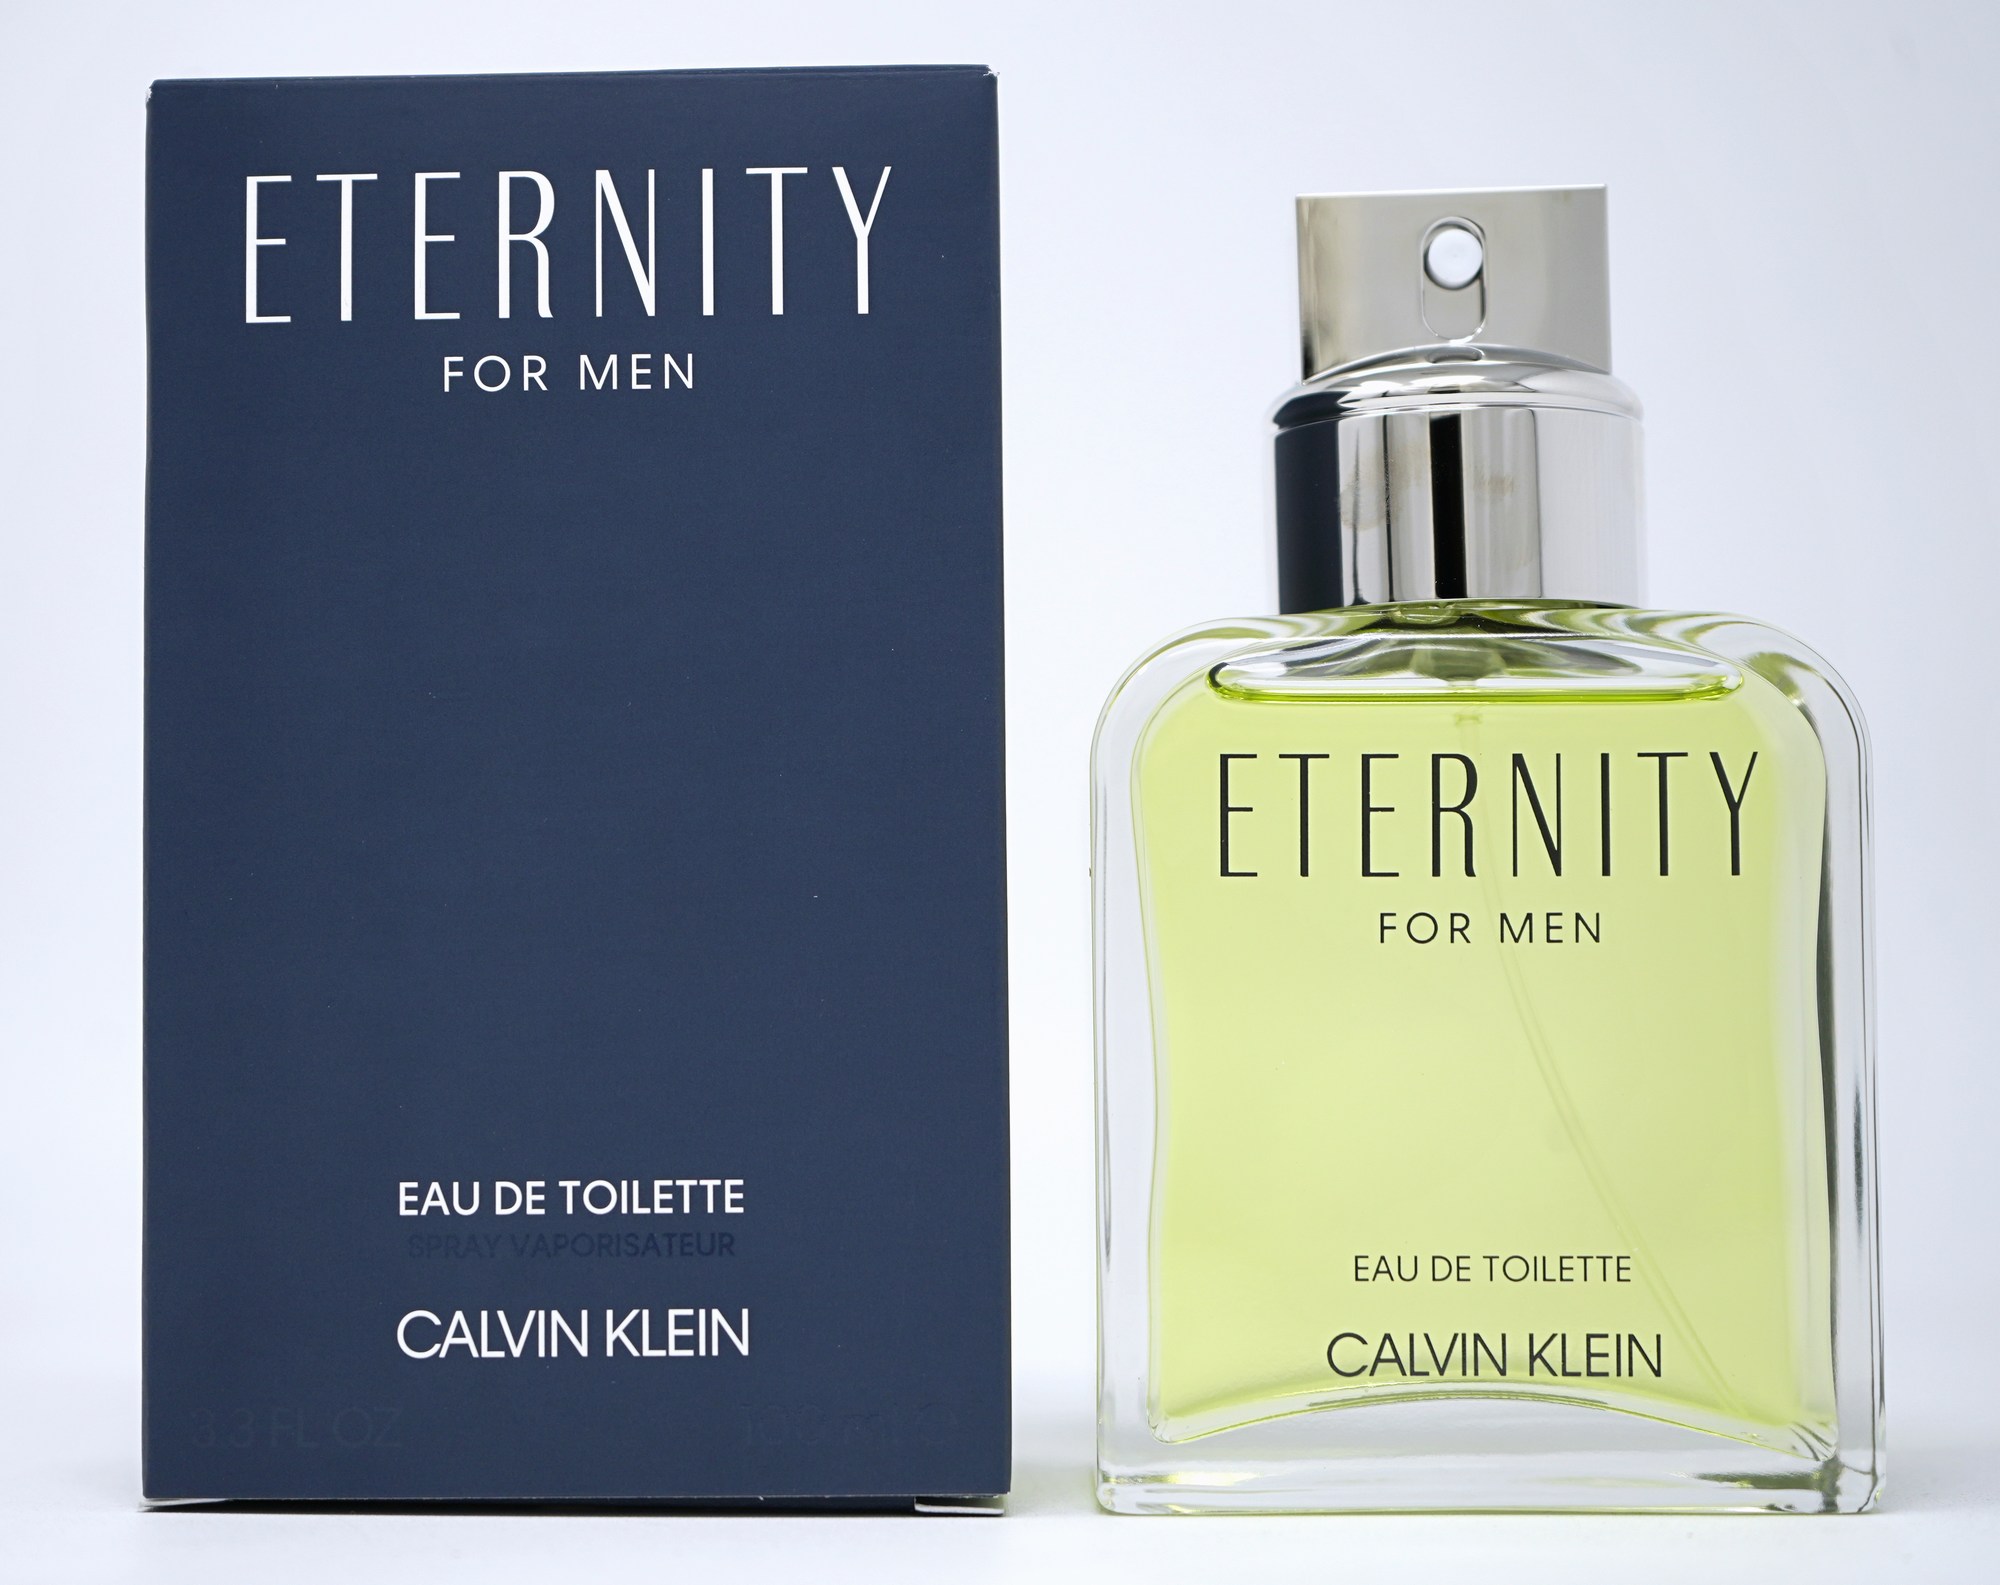 ETERNITY
FOR MEN
EAU DE TOILETTE
SPRAY VAPORISATEUR
CALVIN KLEIN
3.3 FL OZ
ETERNITY
FOR MEN
EAU DE TOILETTE
CALVIN KLEIN